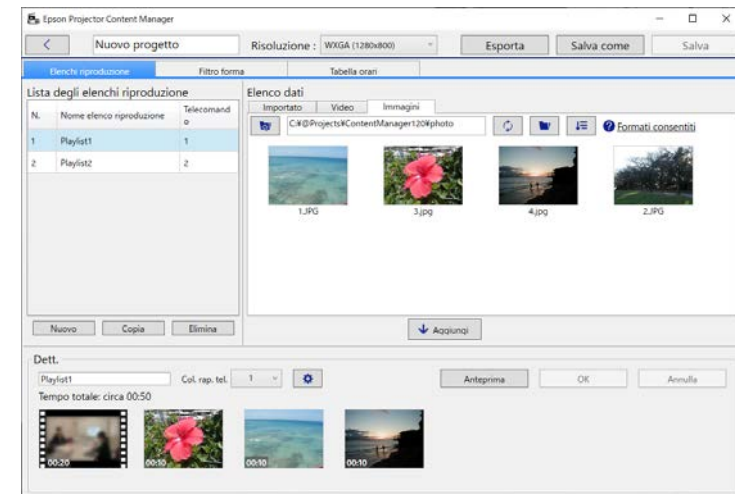 Epson Projector Content Manager
Nuovo progetto
Risoluzione :
WXGA (1280x800)
Esporta
Salva come
Salva
Elenchi riproduzione
Filtro forma
Tabella orari
Lista degli elenchi riproduzione
N.
Nome elenco riproduzione
Telecomand
o
1
Playlist1
1
2
Playlist2
2
Nuovo
Copia
Elimina
Elenco dati
Importato
Video
Immagini
C:¥@Projects¥ContentManager120¥photo
Formati consentiti
1.JPG
3.jpg
4.jpg
2.JPG
Aggiungi
Dett.
Playlist1
Col. rap. tel.
1
Anteprima
OK
Annulla
Tempo totale: circa 00:50
00:20
00:10
00:10
00:10